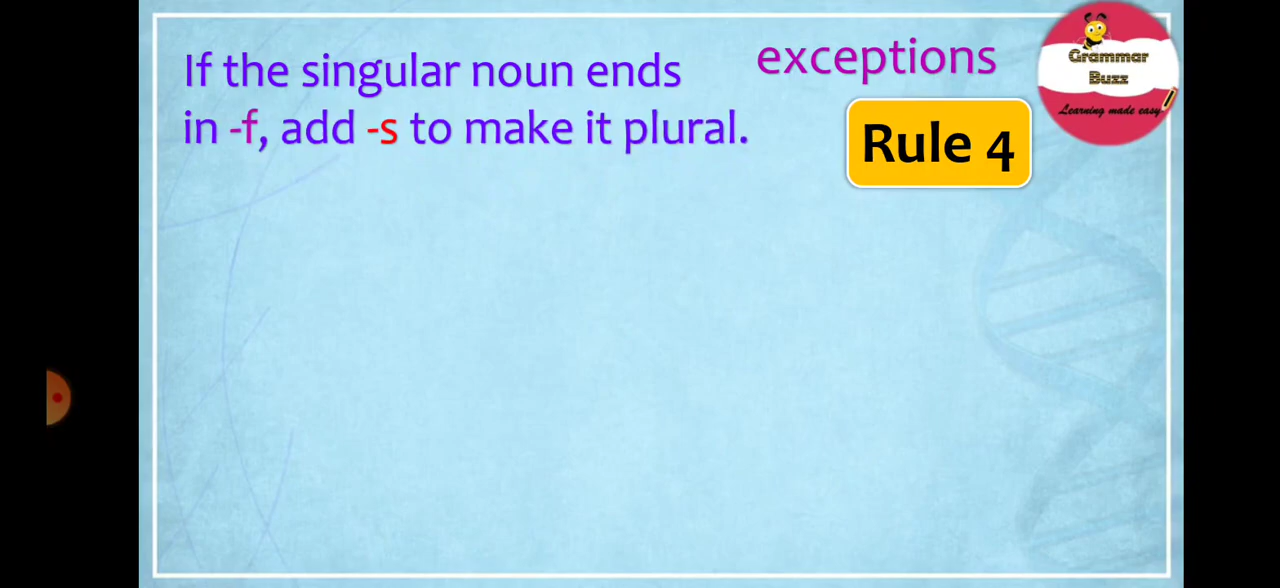 If the singular noun ends
in -f, add -s to make it plural.
exceptions
Rule 4
Grammar
Buzz
Learning made easy.